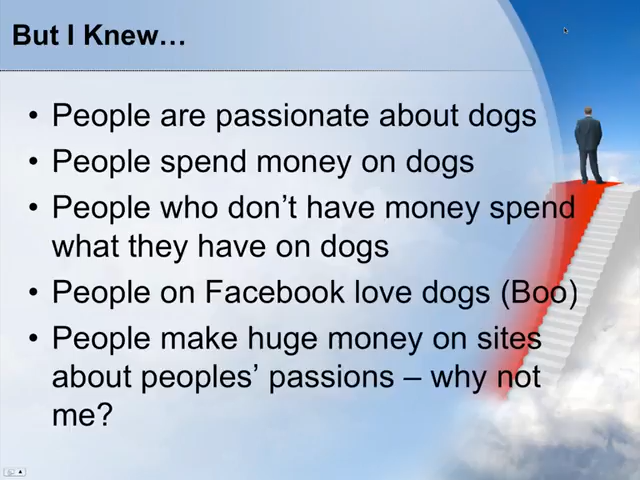 But I Knew…
• People are passionate about dogs
• People spend money on dogs
• People who don’t have money spend
what they have on dogs
• People on Facebook love dogs (Boo)
• People make huge money on sites
about peoples’ passions – why not
me?